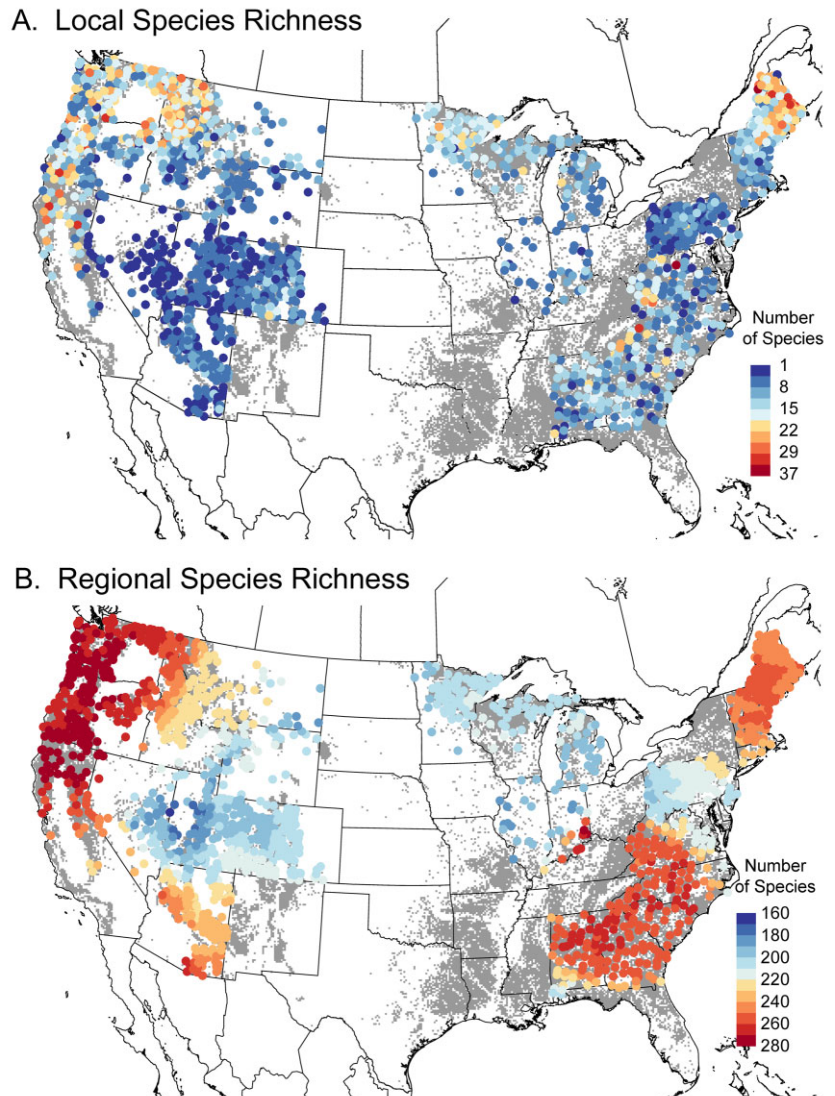 A. Local Species Richness
Number
of Species
1
8
15
22
29
37
B. Regional Species Richness
Number
of Species
160
180
200
220
240
260
280